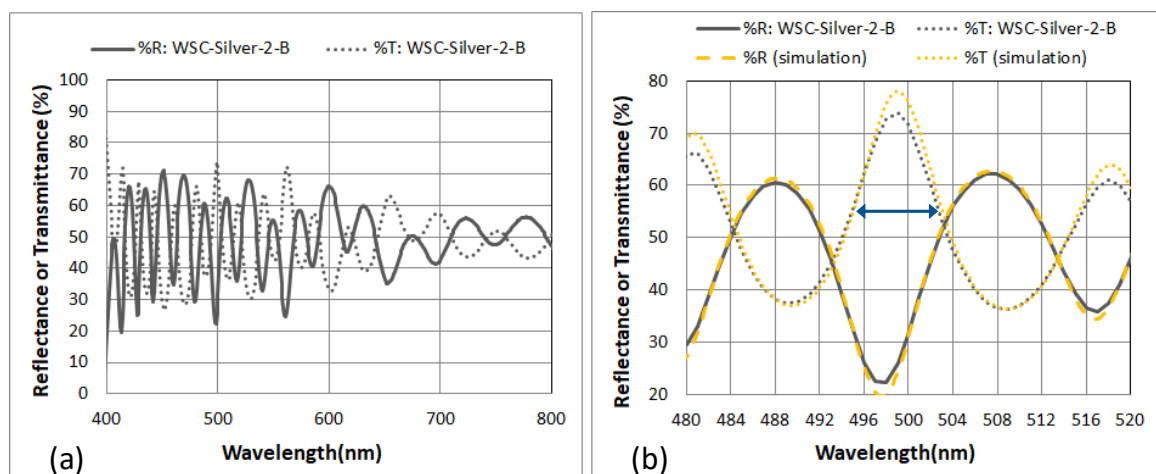 %R: WSC-Silver-2-B %T: WSC-Silver-2-B
Reflectance or Transmittance (%)
100
90
80
70
60
50
40
30
20
10
0
400 500 600 700 800
Wavelength(nm)
(a)
%R: WSC-Silver-2-B %T: WSC-Silver-2-B
%R (simulation) %T (simulation)
Reflectance or Transmittance (%)
80
70
60
50
40
30
20
480 484 488 492 496 500 504 508 512 516 520
Wavelength(nm)
(b)